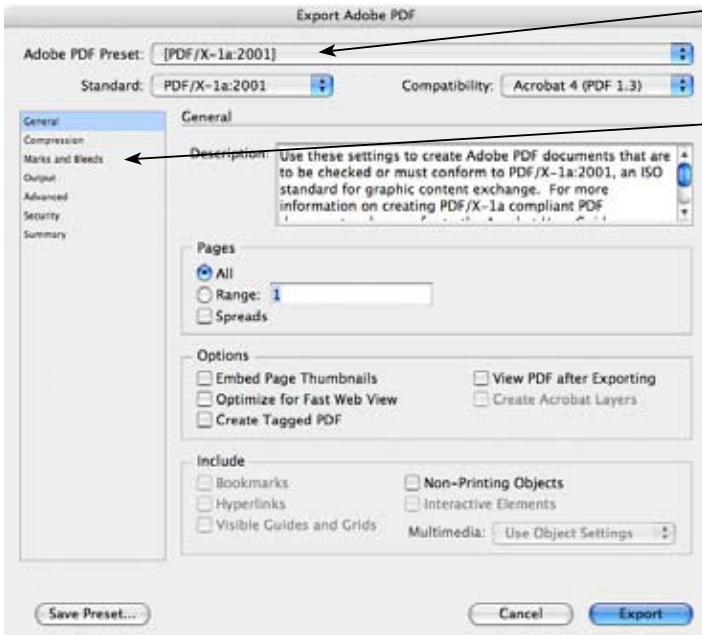 Export Adobe PDF
Adobe PDF Preset: [PDF/X-1a:2001]
Standard: PDF/X-1a:2001 Compatibility: Acrobat 4 (PDF 1.3)
General
Compression
Marks and Bleeds
Output
Advanced
Security
Summary
General
Description: Use these settings to create Adobe PDF documents that are
to be checked or must conform to PDF/X-1a:2001, an ISO
standard for graphic content exchange. For more
information on creating PDF/X-1a compliant PDF
Pages
All
Range: 1
Spreads
Options
Embed Page Thumbnails View PDF after Exporting
Optimize for Fast Web View Create Acrobat Layers
Create Tagged PDF
Include
Bookmarks Non-Printing Objects
Hyperlinks Interactive Elements
Visible Guides and Grids Multimedia: Use Object Settings
Save Preset... Cancel Export